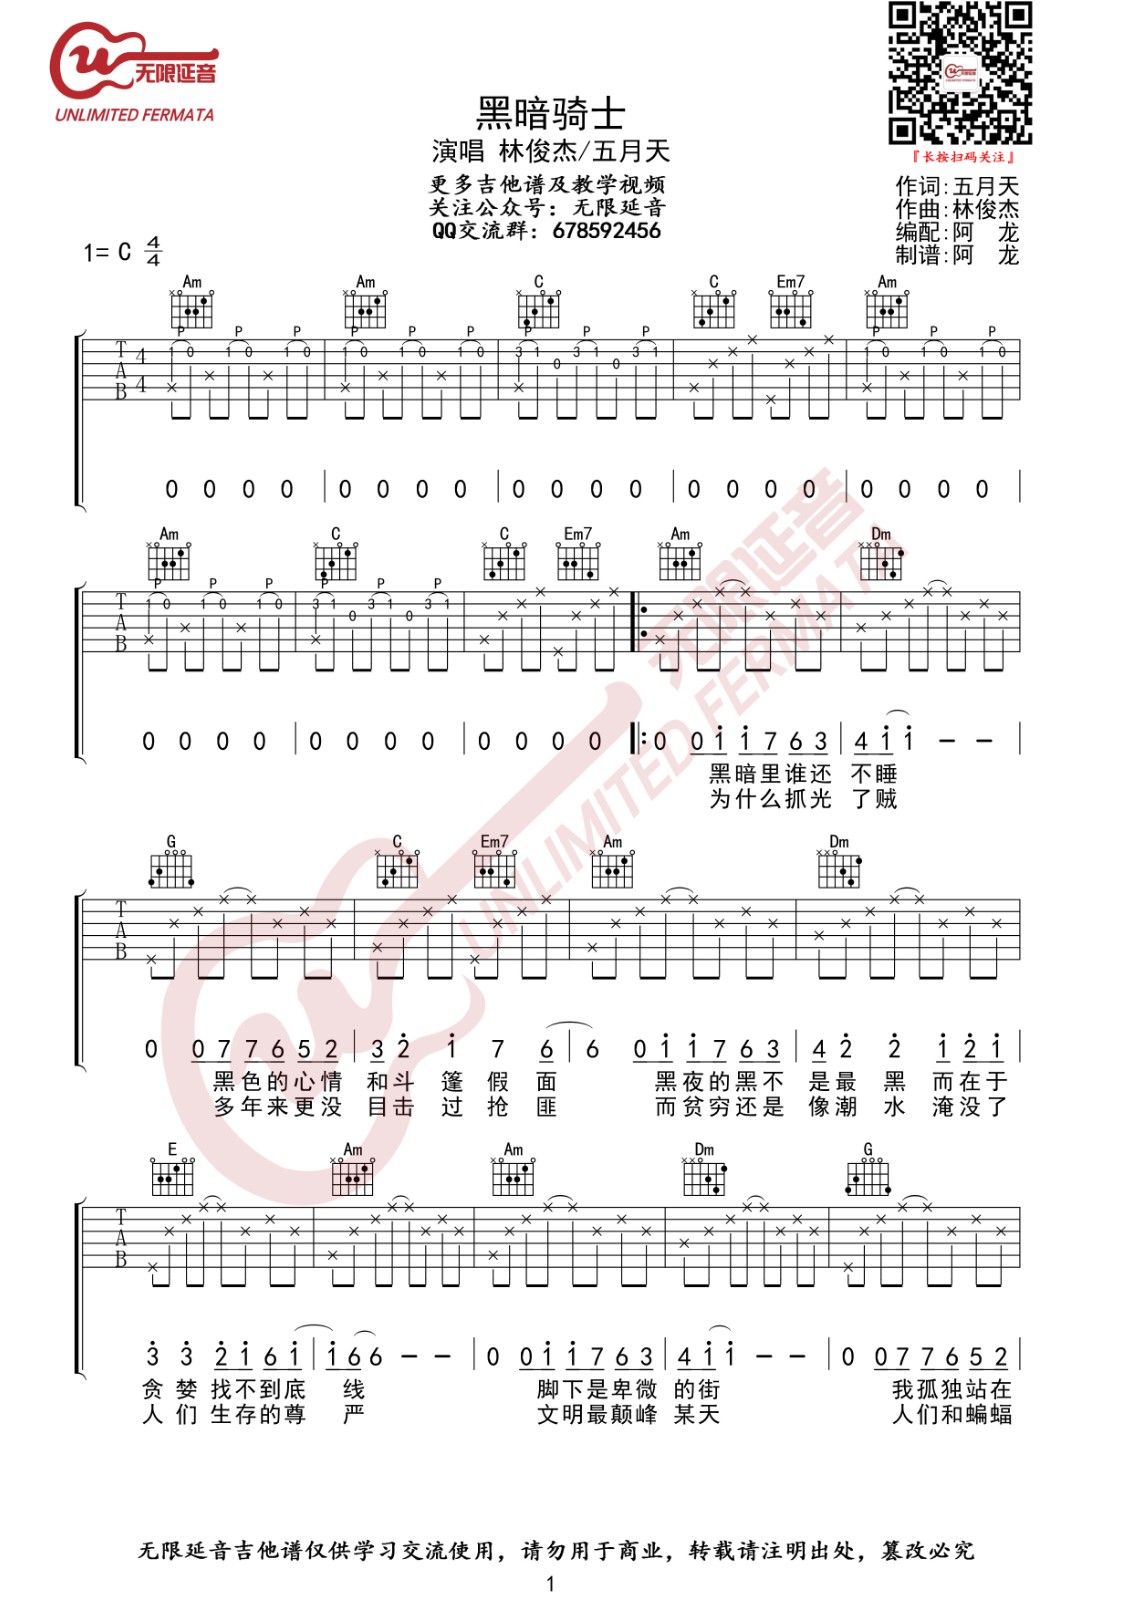 无限延音
UNLIMITED FERMATA
黑暗骑士
演唱 林俊杰/五月天
更多吉他谱及教学视频
关注公众号：无限延音
QQ交流群：678592456
『长按扫码关注』
作词:五月天
作曲:林俊杰
编配:阿 龙
制谱:阿 龙
1= C 4/4
Am Am C C Em7 Am
0 0 0 0 | 0 0 0 0 | 0 0 0 0 | 0 0 0 0 | 0 0 0 0 |
Am C C Em7 Am Dm
0 0 0 0 | 0 0 0 0 | 0 0 0 0 |: 0 0 1 1 7 6 3 | 4 1 1 – – |
黑暗里谁还 不睡
为什么抓光 了贼
G C Em7 Am Dm
0 0 7 7 6 5 2 | 3 2 1 7 6 | 6 0 1 1 7 6 3 | 4 2 2 1 2 1
黑色的心情 和斗 篷 假 面 黑夜的黑不 是最 黑 而在于
多年来更没 目击 过 抢 匪 而贫穷还是 像潮 水 淹没了
E Am Am Dm G
3 3 2 1 6 1 | 1 6 6 – – | 0 0 1 1 7 6 3 | 4 1 1 – – | 0 0 7 7 6 5 2 |
贪 婪 找不到底 线 脚下是卑微 的街 我孤独站在
人 们 生存的尊 严 文明最颠峰 某天 人们和蝙蝠
无限延音吉他谱仅供学习交流使用，请勿用于商业，转载请注明出处，篡改必究
1